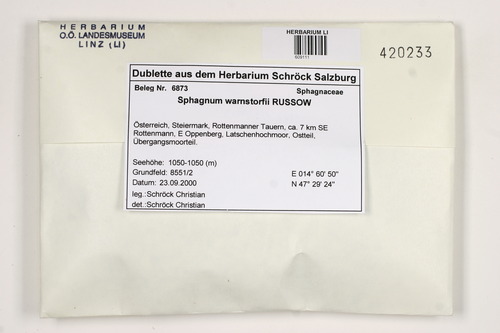 HERBARIUM
O.Ö. LANDESMUSEUM
LINZ (LI)
HERBARIUM LI
600111
420233
Dublette aus dem Herbarium Schröck Salzburg
Beleg Nr. 6873 Sphagnaceae
Sphagnum warnstorfii RUSSOW
Österreich, Steiermark, Rottenmanner Tauern, ca. 7 km SE
Rottenmann, E Oppenberg, Latschenhochmoor, Ostteil,
Übergangsmoorteil.
Seehöhe: 1050-1050 (m)
Grundfeld: 8551/2 E 014° 60' 50"
Datum: 23.09.2000 N 47° 29' 24"
leg.:Schröck Christian
det.:Schröck Christian